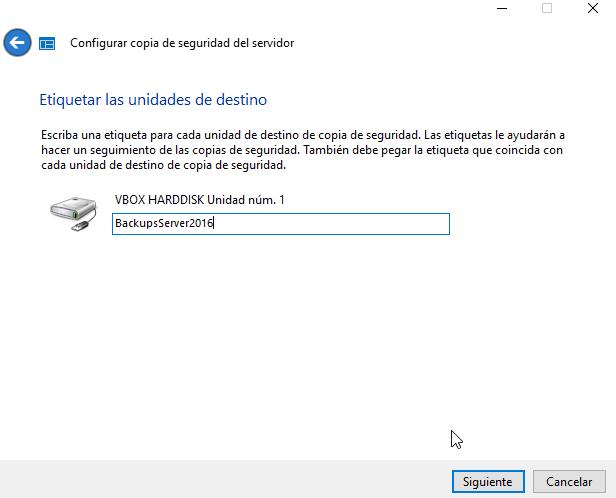 Configurar copia de seguridad del servidor
Etiquetar las unidades de destino
Escriba una etiqueta para cada unidad de destino de copia de seguridad. Las etiquetas le ayudarán a
hacer un seguimiento de las copias de seguridad. También debe pegar la etiqueta que coincida con
cada unidad de destino de copia de seguridad.
VBOX HARDDISK Unidad núm. 1
BackupsServer2016
Siguiente
Cancelar